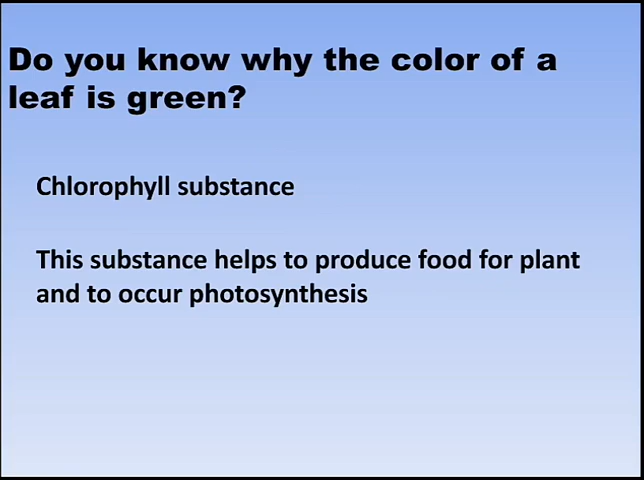 Do you know why the color of a
leaf is green?
Chlorophyll substance
This substance helps to produce food for plant
and to occur photosynthesis